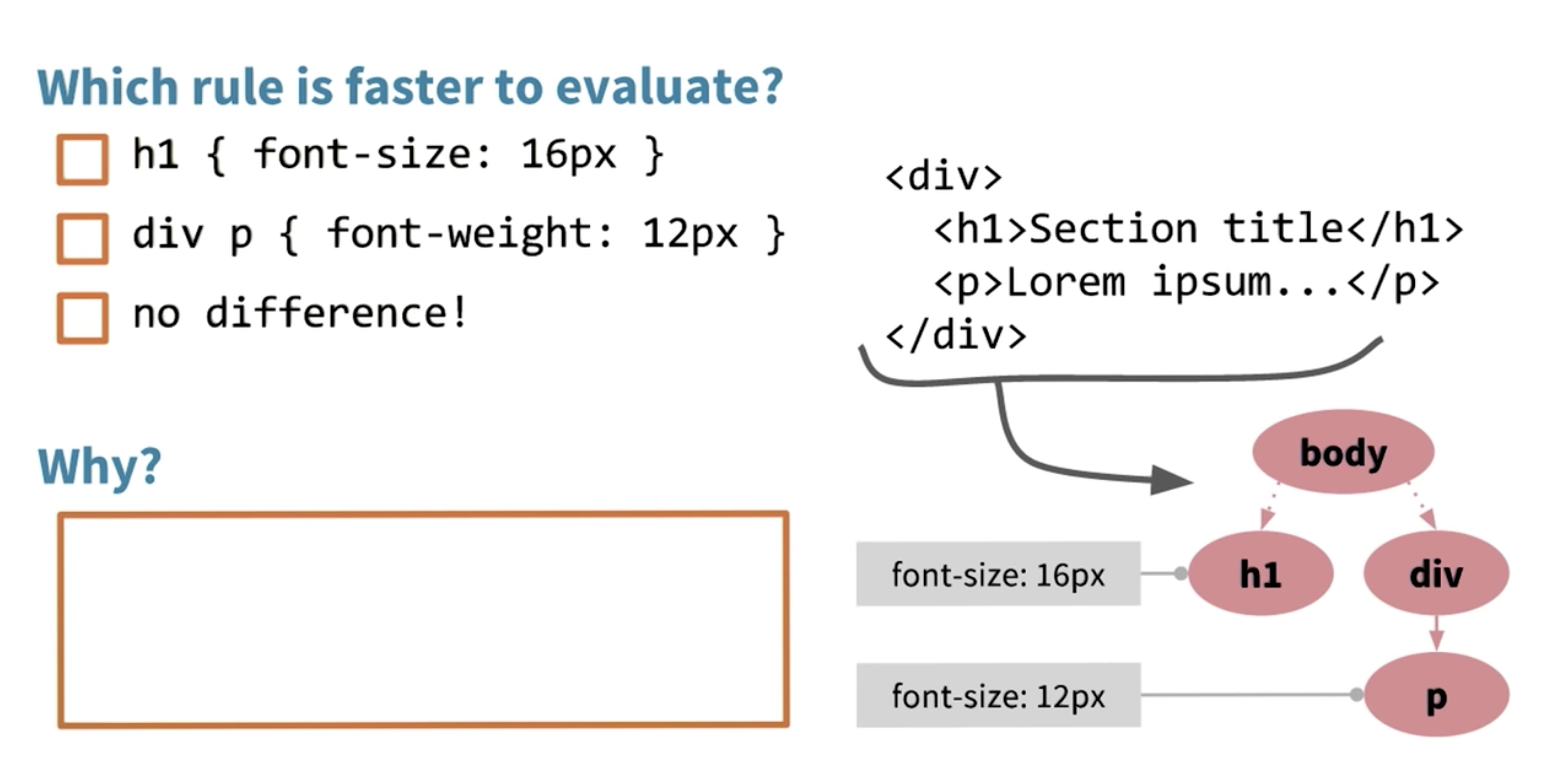 Which rule is faster to evaluate?
h1 { font-size: 16px }
div p { font-weight: 12px }
no difference!
Why?
<div>
<h1>Section title</h1>
<p>Lorem ipsum...</p>
</div>
body
font-size: 16px
h1
div
font-size: 12px
p